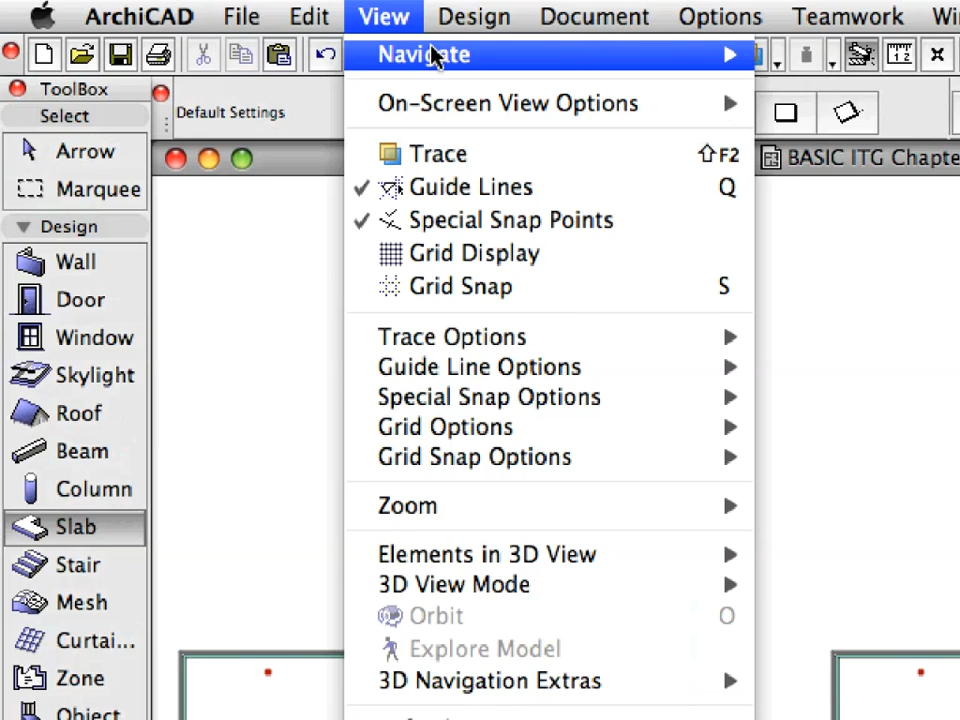 ArchiCAD File Edit View Design Document Options Teamwork Wi
ToolBox
Select
Default Settings
Arrow
Marquee
Design
Wall
Door
Window
Skylight
Roof
Beam
Column
Slab
Stair
Mesh
Curtai...
Zone
Object
Navigate
On-Screen View Options
Trace ⇧F2
Guide Lines Q
Special Snap Points
Grid Display
Grid Snap S
Trace Options
Guide Line Options
Special Snap Options
Grid Options
Grid Snap Options
Zoom
Elements in 3D View
3D View Mode
Orbit O
Explore Model
3D Navigation Extras
1 2
BASIC ITG Chapte